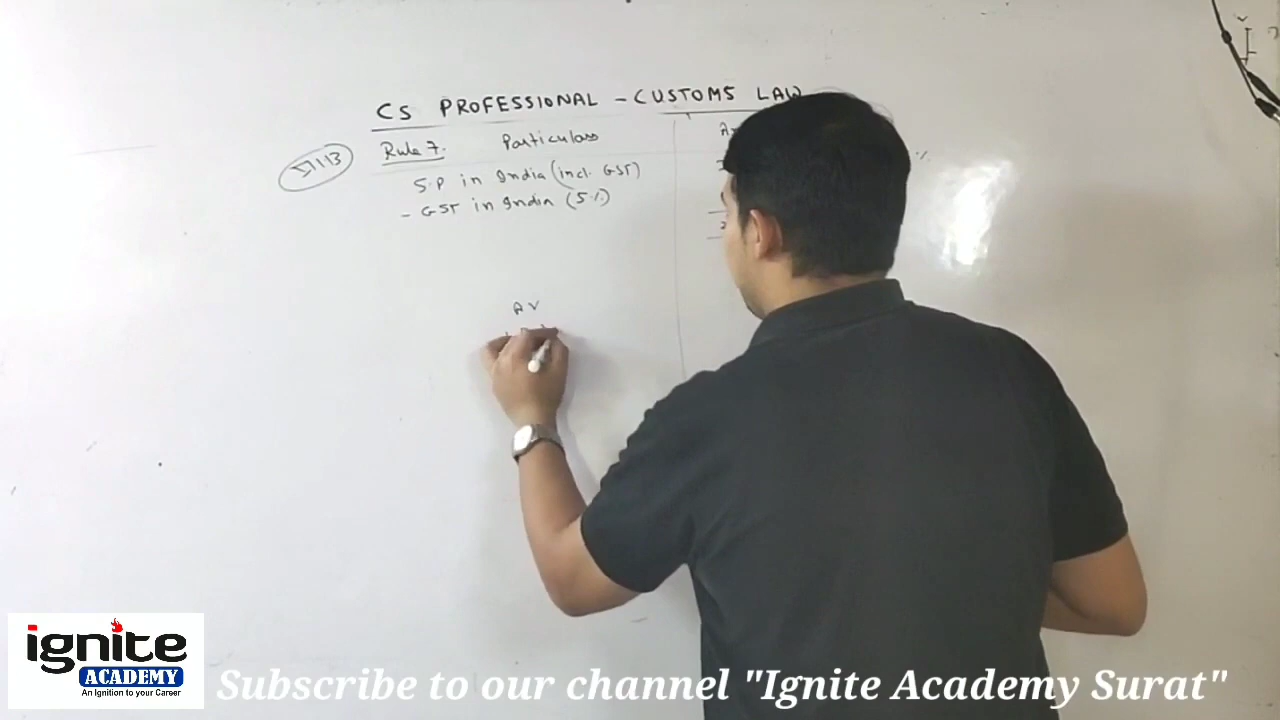 CS PROFESSIONAL - CUSTOMS LAW
Rule 7. Particulars
S.P in India (incl. GST)
- GST in India (5%)
A V
ignite
ACADEMY
An Ignition to your Career
Subscribe to our channel "Ignite Academy Surat"